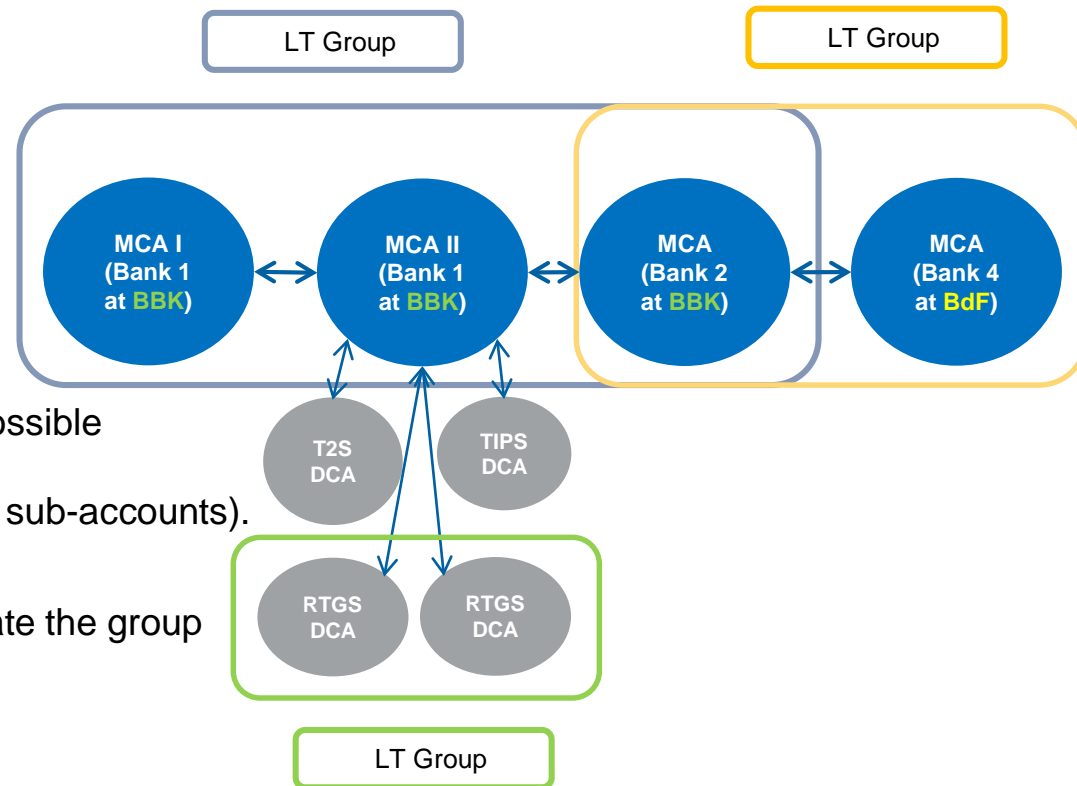 LT Group
LT Group
MCA I
(Bank 1
at BBK)
MCA II
(Bank 1
at BBK)
MCA
(Bank 2
at BBK)
MCA
(Bank 4
at BdF)
ossible
T2S
DCA
TIPS
DCA
sub-accounts).
RTGS
DCA
RTGS
DCA
ate the group
LT Group